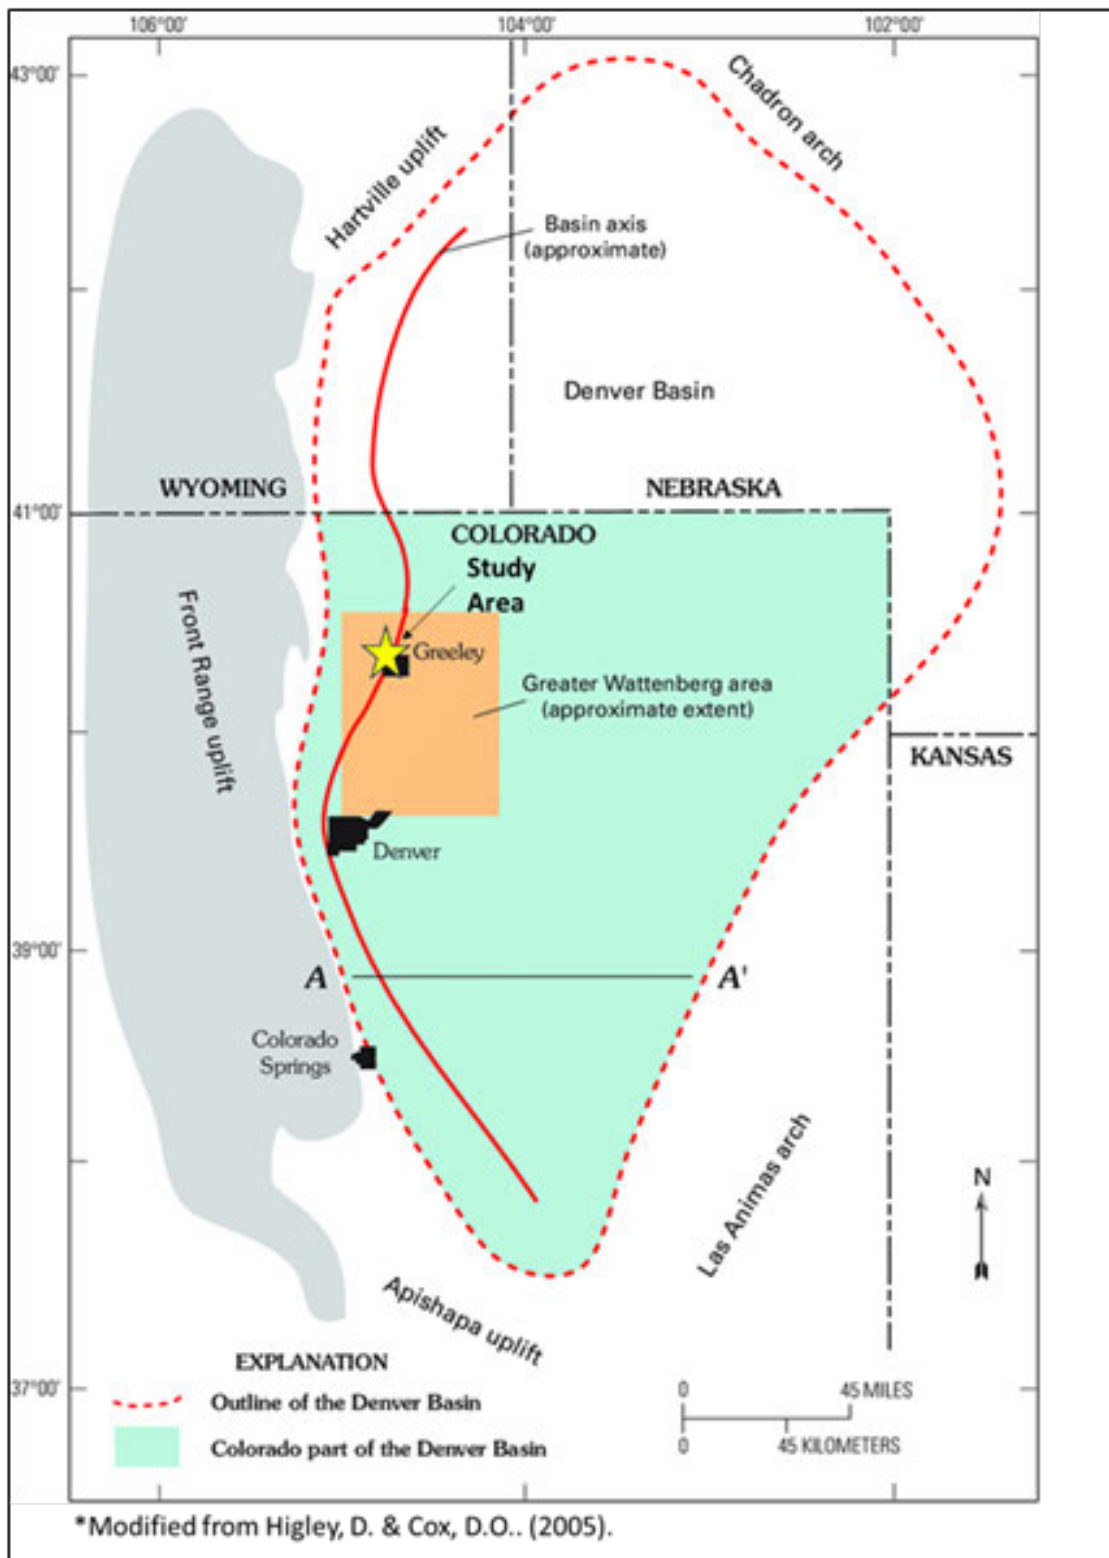 106°00'
104°00'
102°00'
43°00'
Chadron arch
Hartville uplift
Basin axis
(approximate)
Denver Basin
WYOMING
NEBRASKA
41°00'
COLORADO
Study
Area
Front Range uplift
Greeley
Greater Wattenberg area
(approximate extent)
KANSAS
Denver
39°00'
A
A'
Colorado
Springs
Las Animas arch
N
Apishapa uplift
EXPLANATION
37°00'
Outline of the Denver Basin
Colorado part of the Denver Basin
0
45 MILES
0
45 KILOMETERS
*Modified from Higley, D. & Cox, D.O.. (2005).